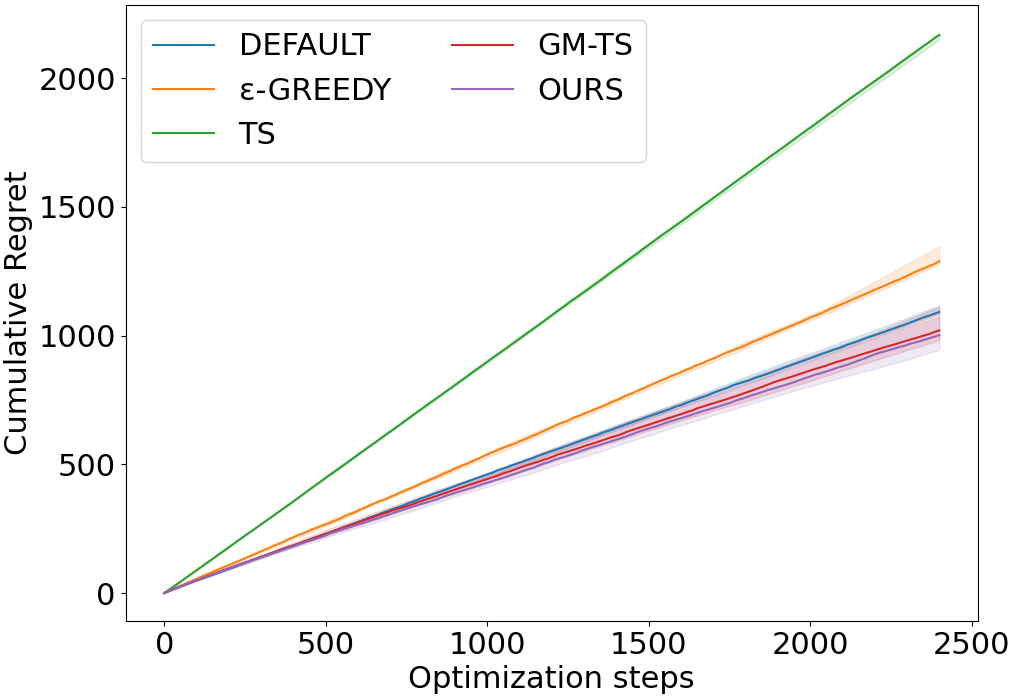 DEFAULT
ε-GREEDY
TS
GM-TS
OURS
Cumulative Regret
2000
1500
1000
500
0
0 500 1000 1500 2000 2500
Optimization steps